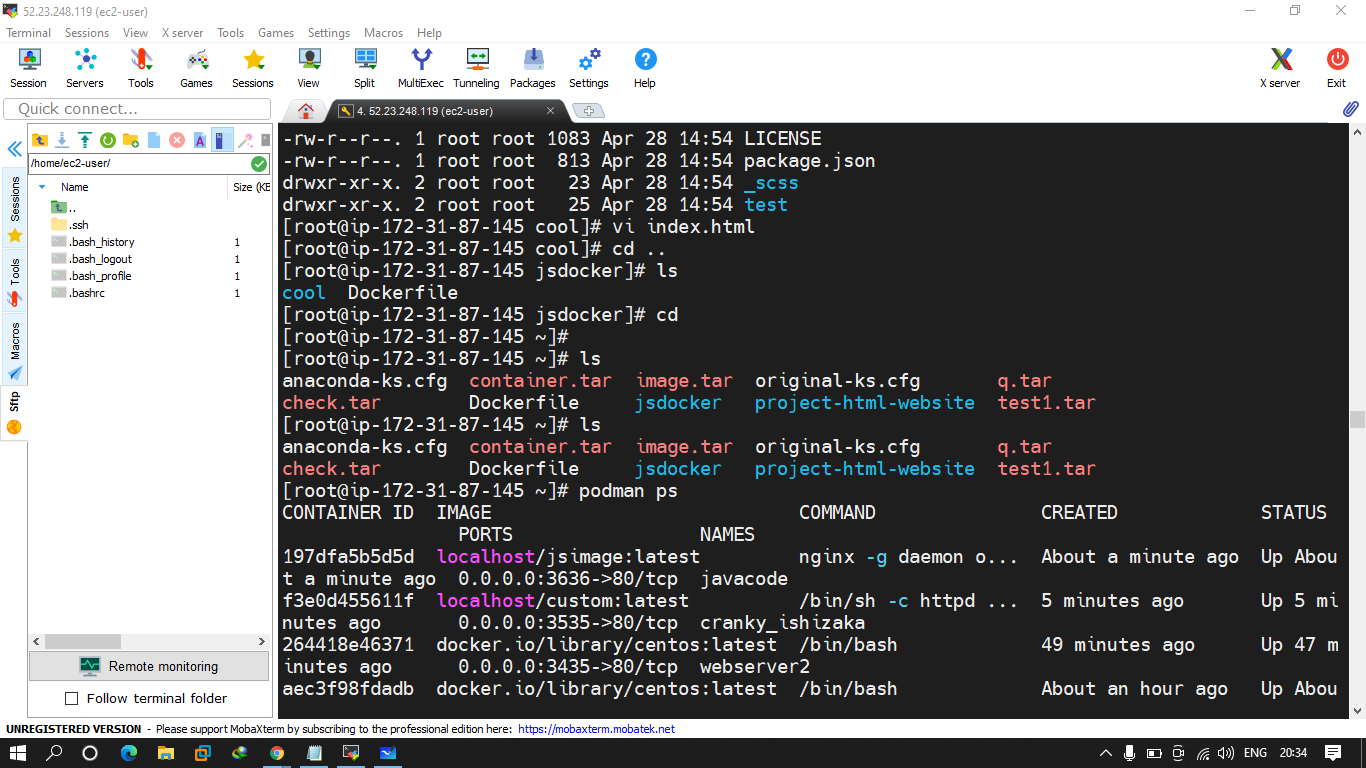 52.23.248.119 (ec2-user)
Terminal Sessions View X server Tools Games Settings Macros Help
Session Servers Tools Games Sessions View Split MultiExec Tunneling Packages Settings Help X server Exit
Quick connect...
4. 52.23.248.119 (ec2-user)
/home/ec2-user/
Name Size (KB
..
.ssh
.bash_history 1
.bash_logout 1
.bash_profile 1
.bashrc 1
Sessions
Tools
Macros
Sftp
Remote monitoring
Follow terminal folder
-rw-r--r--. 1 root root 1083 Apr 28 14:54 LICENSE
-rw-r--r--. 1 root root  813 Apr 28 14:54 package.json
drwxr-xr-x. 2 root root   23 Apr 28 14:54 _scss
drwxr-xr-x. 2 root root   25 Apr 28 14:54 test
[root@ip-172-31-87-145 cool]# vi index.html
[root@ip-172-31-87-145 cool]# cd ..
[root@ip-172-31-87-145 jsdocker]# ls
cool  Dockerfile
[root@ip-172-31-87-145 jsdocker]# cd
[root@ip-172-31-87-145 ~]#
[root@ip-172-31-87-145 ~]# ls
anaconda-ks.cfg  container.tar  image.tar  original-ks.cfg       q.tar
check.tar        Dockerfile     jsdocker   project-html-website  test1.tar
[root@ip-172-31-87-145 ~]# ls
anaconda-ks.cfg  container.tar  image.tar  original-ks.cfg       q.tar
check.tar        Dockerfile     jsdocker   project-html-website  test1.tar
[root@ip-172-31-87-145 ~]# podman ps
CONTAINER ID  IMAGE                            COMMAND               CREATED             STATUS
                PORTS                 NAMES
197dfa5b5d5d  localhost/jsimage:latest         nginx -g daemon o...  About a minute ago  Up Abou
t a minute ago  0.0.0.0:3636->80/tcp  javacode
f3e0d455611f  localhost/custom:latest          /bin/sh -c httpd ...  5 minutes ago       Up 5 mi
nutes ago       0.0.0.0:3535->80/tcp  cranky_ishizaka
264418e46371  docker.io/library/centos:latest  /bin/bash             49 minutes ago      Up 47 m
inutes ago      0.0.0.0:3435->80/tcp  webserver2
aec3f98fdadb  docker.io/library/centos:latest  /bin/bash             About an hour ago   Up Abou
UNREGISTERED VERSION - Please support MobaXterm by subscribing to the professional edition here: https://mobaxterm.mobatek.net
ENG 20:34